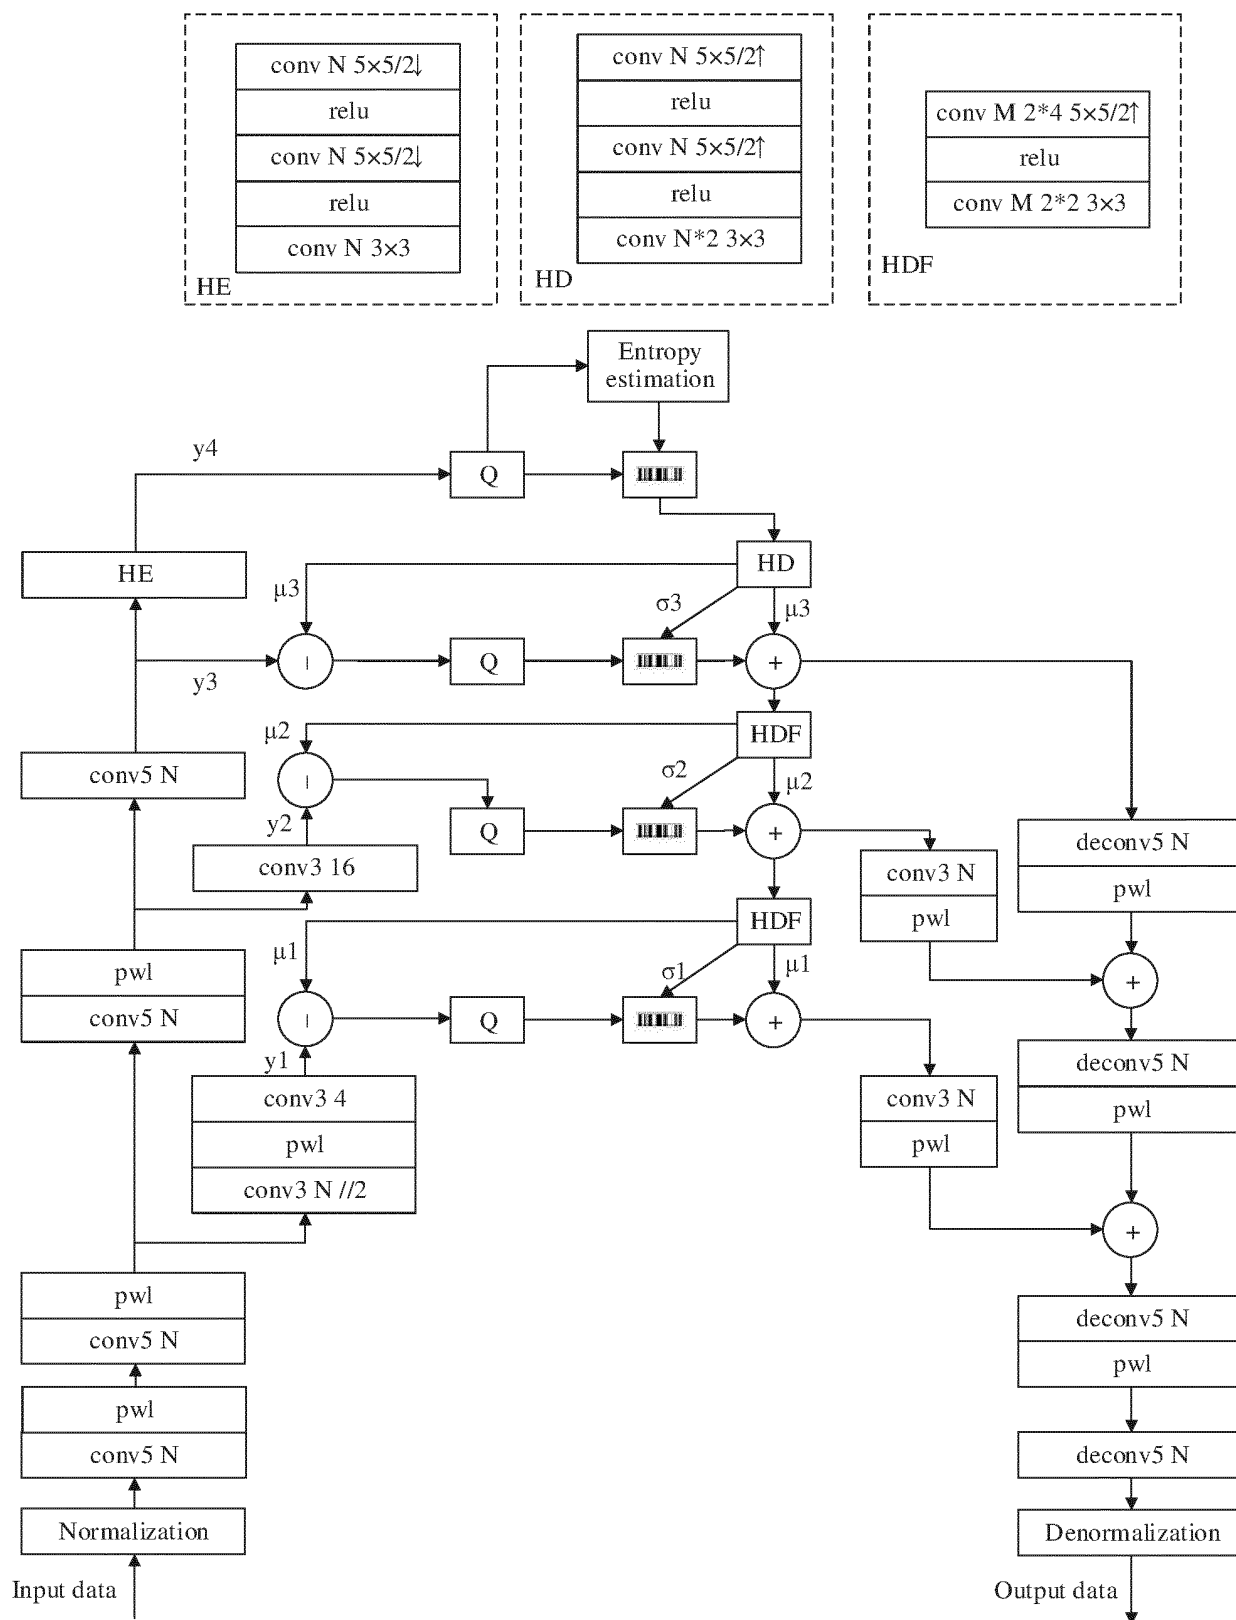 conv N 5×5/2↓
relu
conv N 5×5/2↓
relu
conv N 3×3
HE
conv N 5×5/2↑
relu
conv N 5×5/2↑
relu
conv N*2 3×3
HD
conv M 2*4 5×5/2↑
relu
conv M 2*2 3×3
HDF
Entropy
estimation
y4
Q
HE
HD
μ3
σ3
μ3
−
Q
+
y3
μ2
HDF
conv5 N
−
σ2
μ2
y2
Q
+
deconv5 N
pwl
conv3 16
conv3 N
pwl
HDF
μ1
σ1
μ1
pwl
conv5 N
−
Q
+
+
y1
deconv5 N
pwl
conv3 4
pwl
conv3 N //2
conv3 N
pwl
+
pwl
conv5 N
deconv5 N
pwl
pwl
conv5 N
deconv5 N
Normalization
Denormalization
Input data
Output data